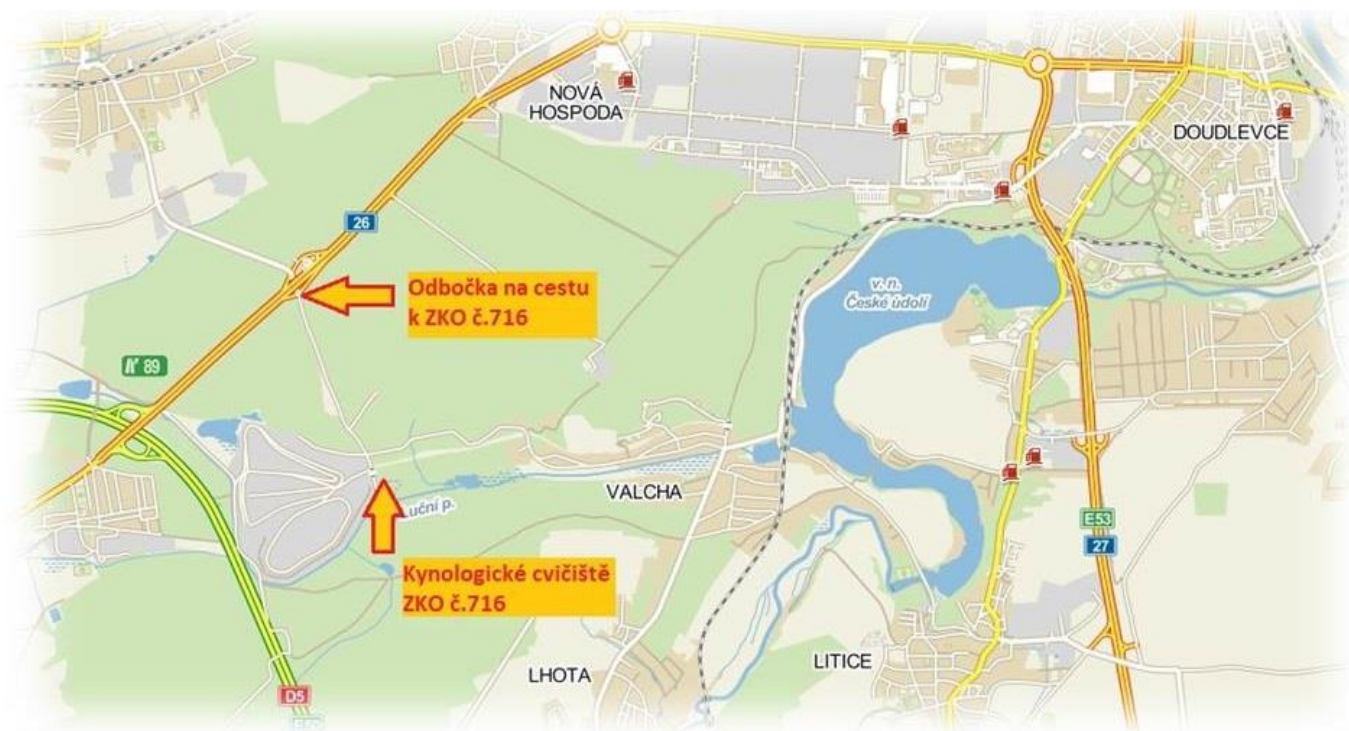 NOVÁ
HOSPODA
DOUDLEVCE
26
Odbočka na cestu
k ZKO č.716
v. n.
České údolí
89
VALCHA
Luční p.
E53
27
Kynologické cvičiště
ZKO č.716
LITICE
LHOTA
D5